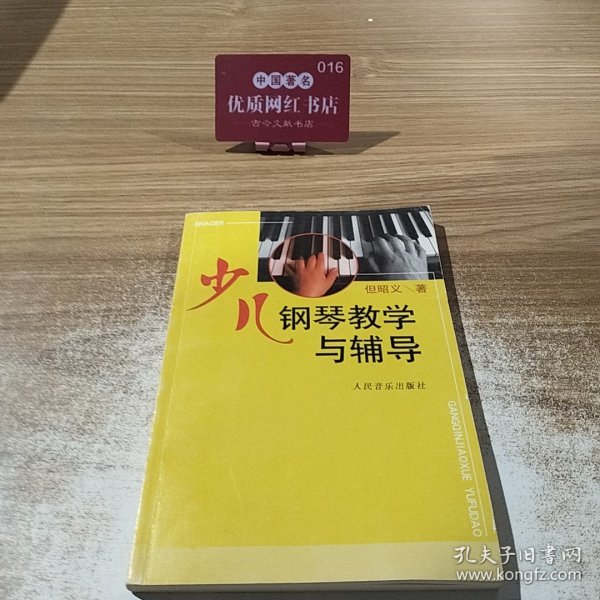 016
中国著名
优质网红书店
古今文献书店
SHAOER
但昭义＼著
少儿
钢琴教学
与辅导
人民音乐出版社
GANGQINJIAOXUE YUFUDAO
孔夫子旧书网
www.kongfz.com